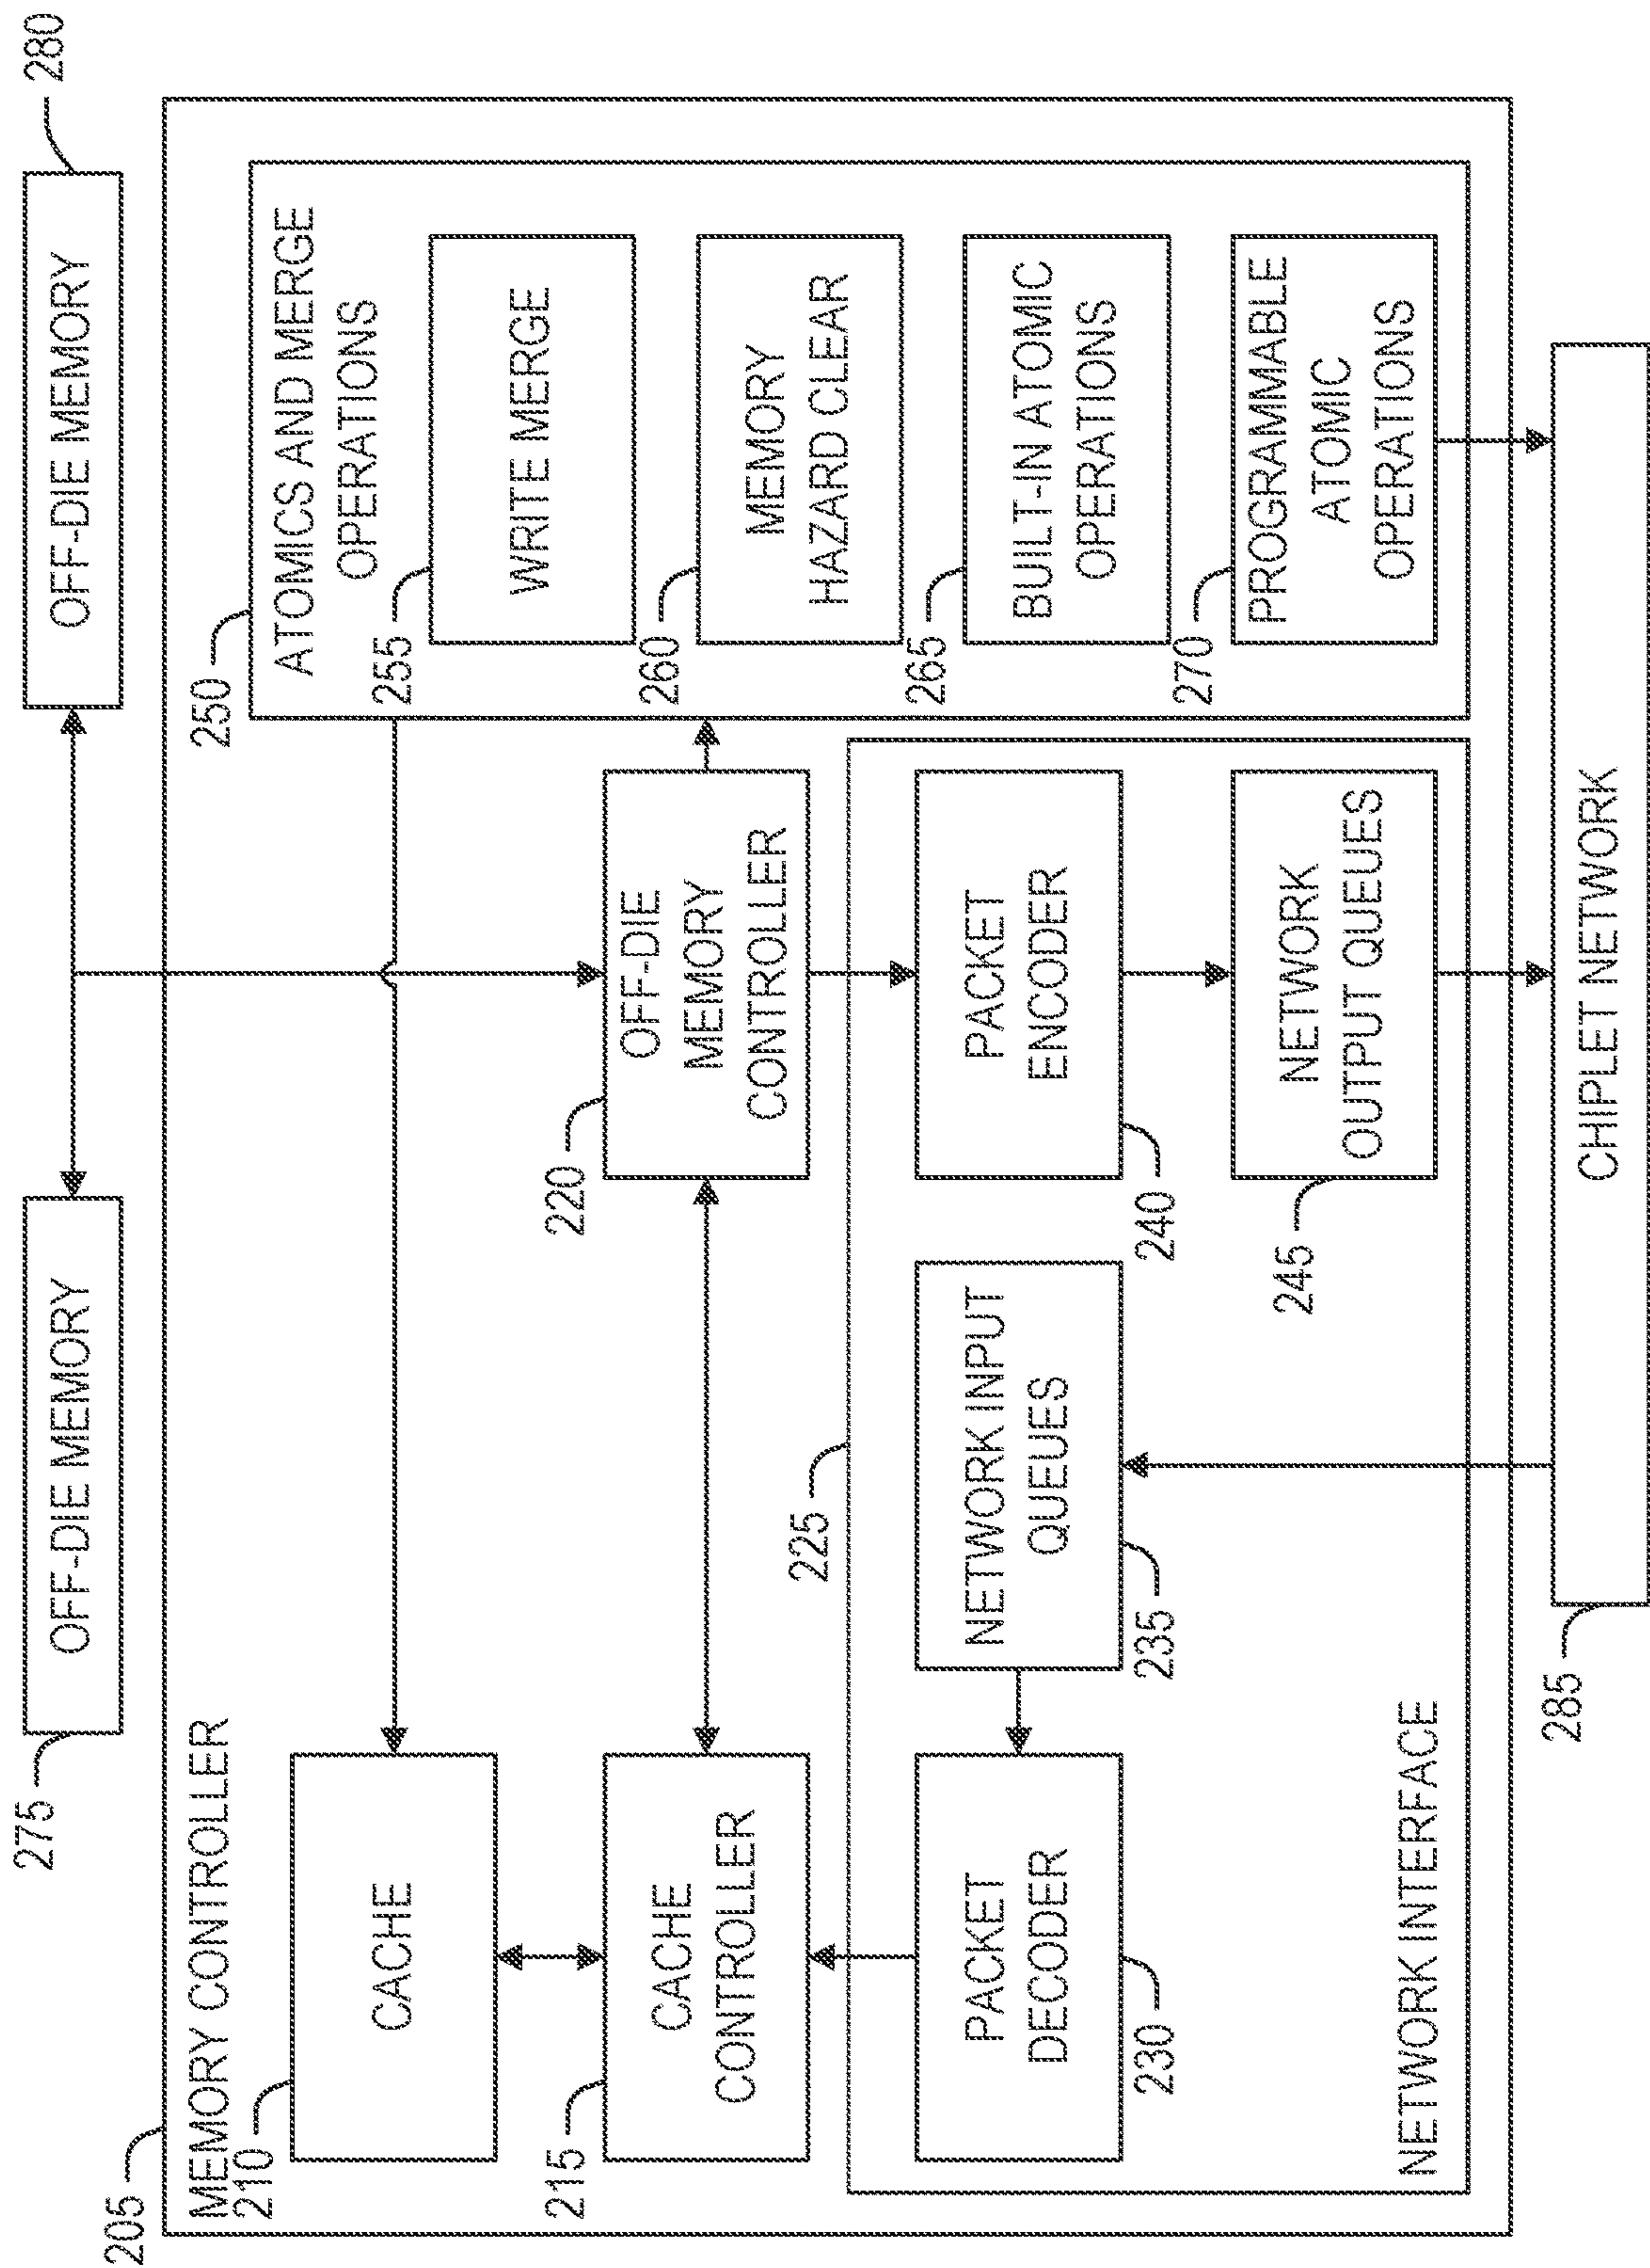 275
OFF-DIE MEMORY
OFF-DIE MEMORY
280
205
MEMORY CONTROLLER
210
CACHE
215
CACHE
CONTROLLER
220
OFF-DIE
MEMORY
CONTROLLER
250
ATOMICS AND MERGE
OPERATIONS
255
WRITE MERGE
260
MEMORY
HAZARD CLEAR
265
BUILT-IN ATOMIC
OPERATIONS
270
PROGRAMMABLE
ATOMIC
OPERATIONS
225
PACKET
DECODER
230
NETWORK INPUT
QUEUES
235
PACKET
ENCODER
240
NETWORK
OUTPUT QUEUES
245
NETWORK INTERFACE
285
CHIPLET NETWORK